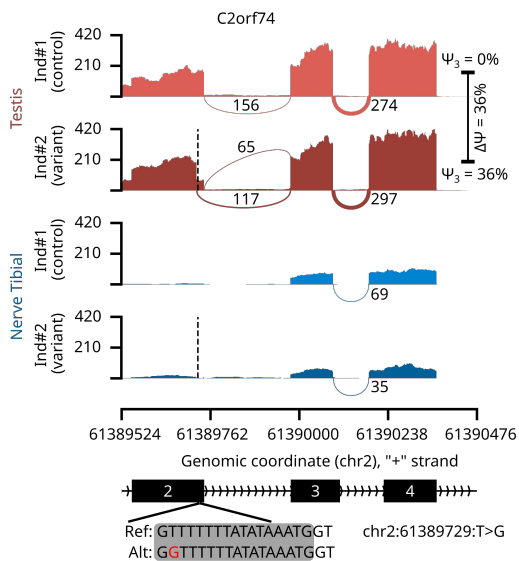 C2orf74
Testis
Ind#1
(control)
420
210
156
274
Ψ3 = 0%
ΔΨ = 36%
Ind#2
(variant)
420
210
65
117
297
Ψ3 = 36%
Nerve Tibial
Ind#1
(control)
420
210
69
Ind#2
(variant)
420
210
35
61389524 61389762 61390000 61390238 61390476
Genomic coordinate (chr2), "+" strand
2 3 4
Ref: GTTTTTTTATATAAATGGT chr2:61389729:T>G
Alt: GGTTTTTTATATAAATGGT